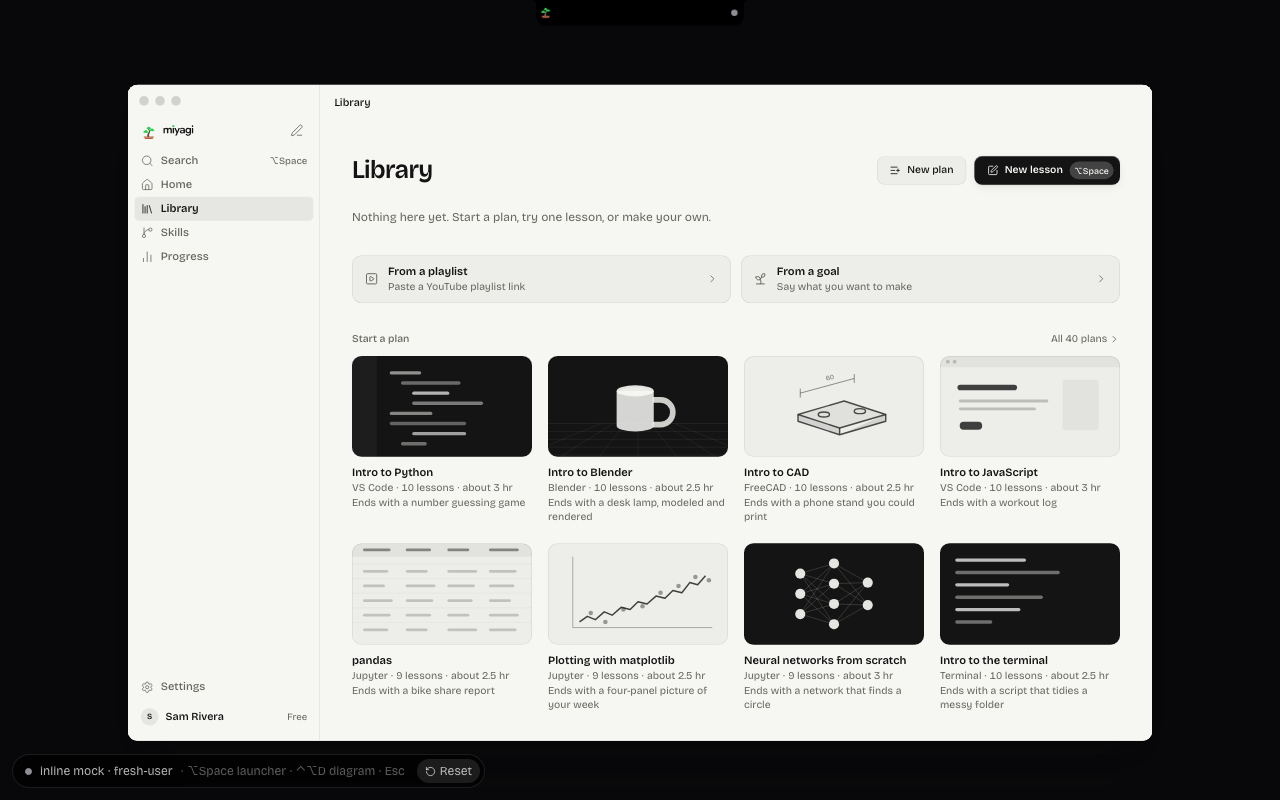 miyagi
Search ⌥Space
Home
Library
Skills
Progress
Settings
S Sam Rivera Free
Library
Library
New plan
New lesson ⌥Space
Nothing here yet. Start a plan, try one lesson, or make your own.
From a playlist
Paste a YouTube playlist link
From a goal
Say what you want to make
Start a plan
All 40 plans
Intro to Python
VS Code · 10 lessons · about 3 hr
Ends with a number guessing game
Intro to Blender
Blender · 10 lessons · about 2.5 hr
Ends with a desk lamp, modeled and
rendered
60
Intro to CAD
FreeCAD · 10 lessons · about 2.5 hr
Ends with a phone stand you could
print
Intro to JavaScript
VS Code · 10 lessons · about 3 hr
Ends with a workout log
pandas
Jupyter · 9 lessons · about 2.5 hr
Ends with a bike share report
Plotting with matplotlib
Jupyter · 9 lessons · about 2.5 hr
Ends with a four-panel picture of
your week
Neural networks from scratch
Jupyter · 9 lessons · about 3 hr
Ends with a network that finds a
circle
Intro to the terminal
Terminal · 10 lessons · about 2.5 hr
Ends with a script that tidies a
messy folder
inline mock · fresh-user · ⌥Space launcher · ^⌥D diagram · Esc
Reset